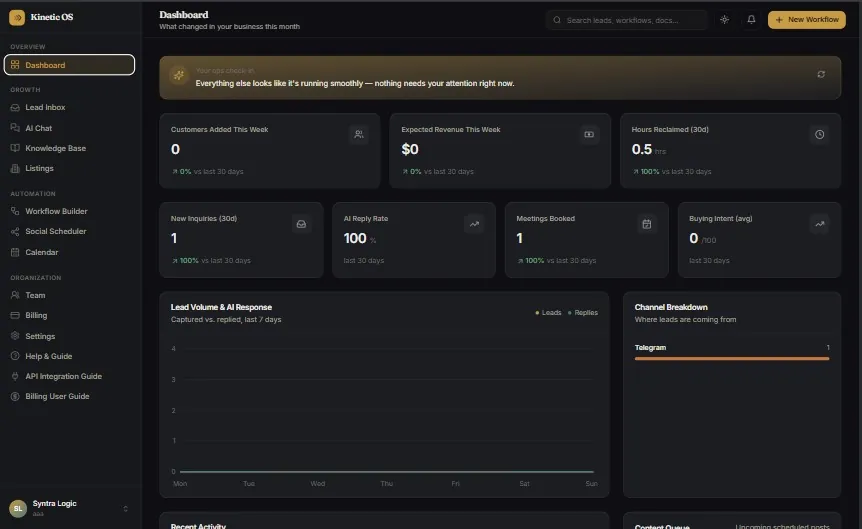 Kinetic OS
OVERVIEW
Dashboard
GROWTH
Lead Inbox
AI Chat
Knowledge Base
Listings
AUTOMATION
Workflow Builder
Social Scheduler
Calendar
ORGANIZATION
Team
Billing
Settings
Help & Guide
API Integration Guide
Billing User Guide
SL
Syntra Logic
Dashboard
What changed in your business this month
Search leads, workflows, docs...
+ New Workflow
Your ops check-in
Everything else looks like it's running smoothly — nothing needs your attention right now.
Customers Added This Week
0
0% vs last 30 days
Expected Revenue This Week
$0
0% vs last 30 days
Hours Reclaimed (30d)
0.5 hrs
100% vs last 30 days
New Inquiries (30d)
1
100% vs last 30 days
AI Reply Rate
100 %
last 30 days
Meetings Booked
1
100% vs last 30 days
Buying Intent (avg)
0 /100
last 30 days
Lead Volume & AI Response
Captured vs. replied, last 7 days
Leads Replies
4
3
2
1
0
Mon Tue Wed Thu Fri Sat Sun
Channel Breakdown
Where leads are coming from
Telegram 1
Recent Activity
Content Queue Upcoming scheduled posts